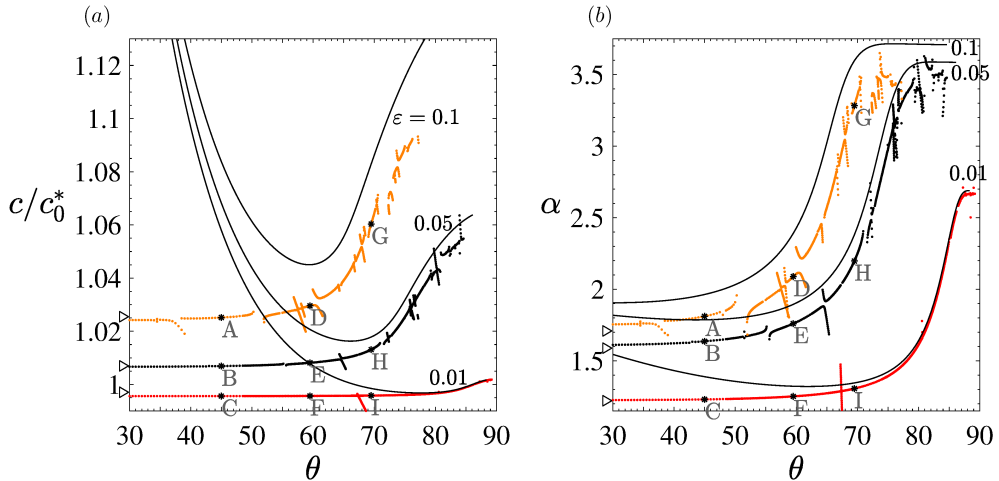 (a)
(b)
1.12
1.1
1.08
1.06
1.04
1.02
1
c/c₀*
ε = 0.1
0.05
0.01
A
B
C
D
E
F
G
H
I
30 40 50 60 70 80 90
θ
3.5
3
2.5
2
1.5
α
0.1
0.05
0.01
A
B
C
D
E
F
G
H
I
30 40 50 60 70 80 90
θ